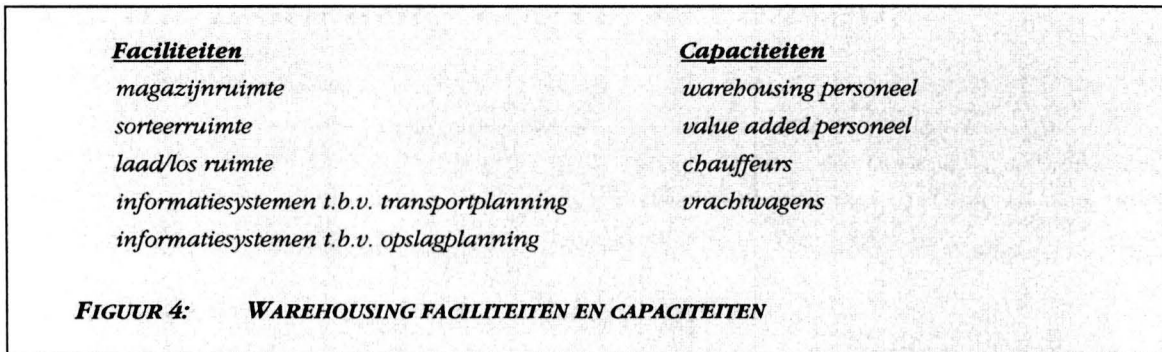 Faciliteiten Capaciteiten
magazijnruimte warehousing personeel
sorteerruimte value added personeel
laad/los ruimte chauffeurs
informatiesystemen t.b.v. transportplanning vrachtwagens
informatiesystemen t.b.v. opslagplanning
FIGUUR 4: WAREHOUSING FACILITEITEN EN CAPACITEITEN